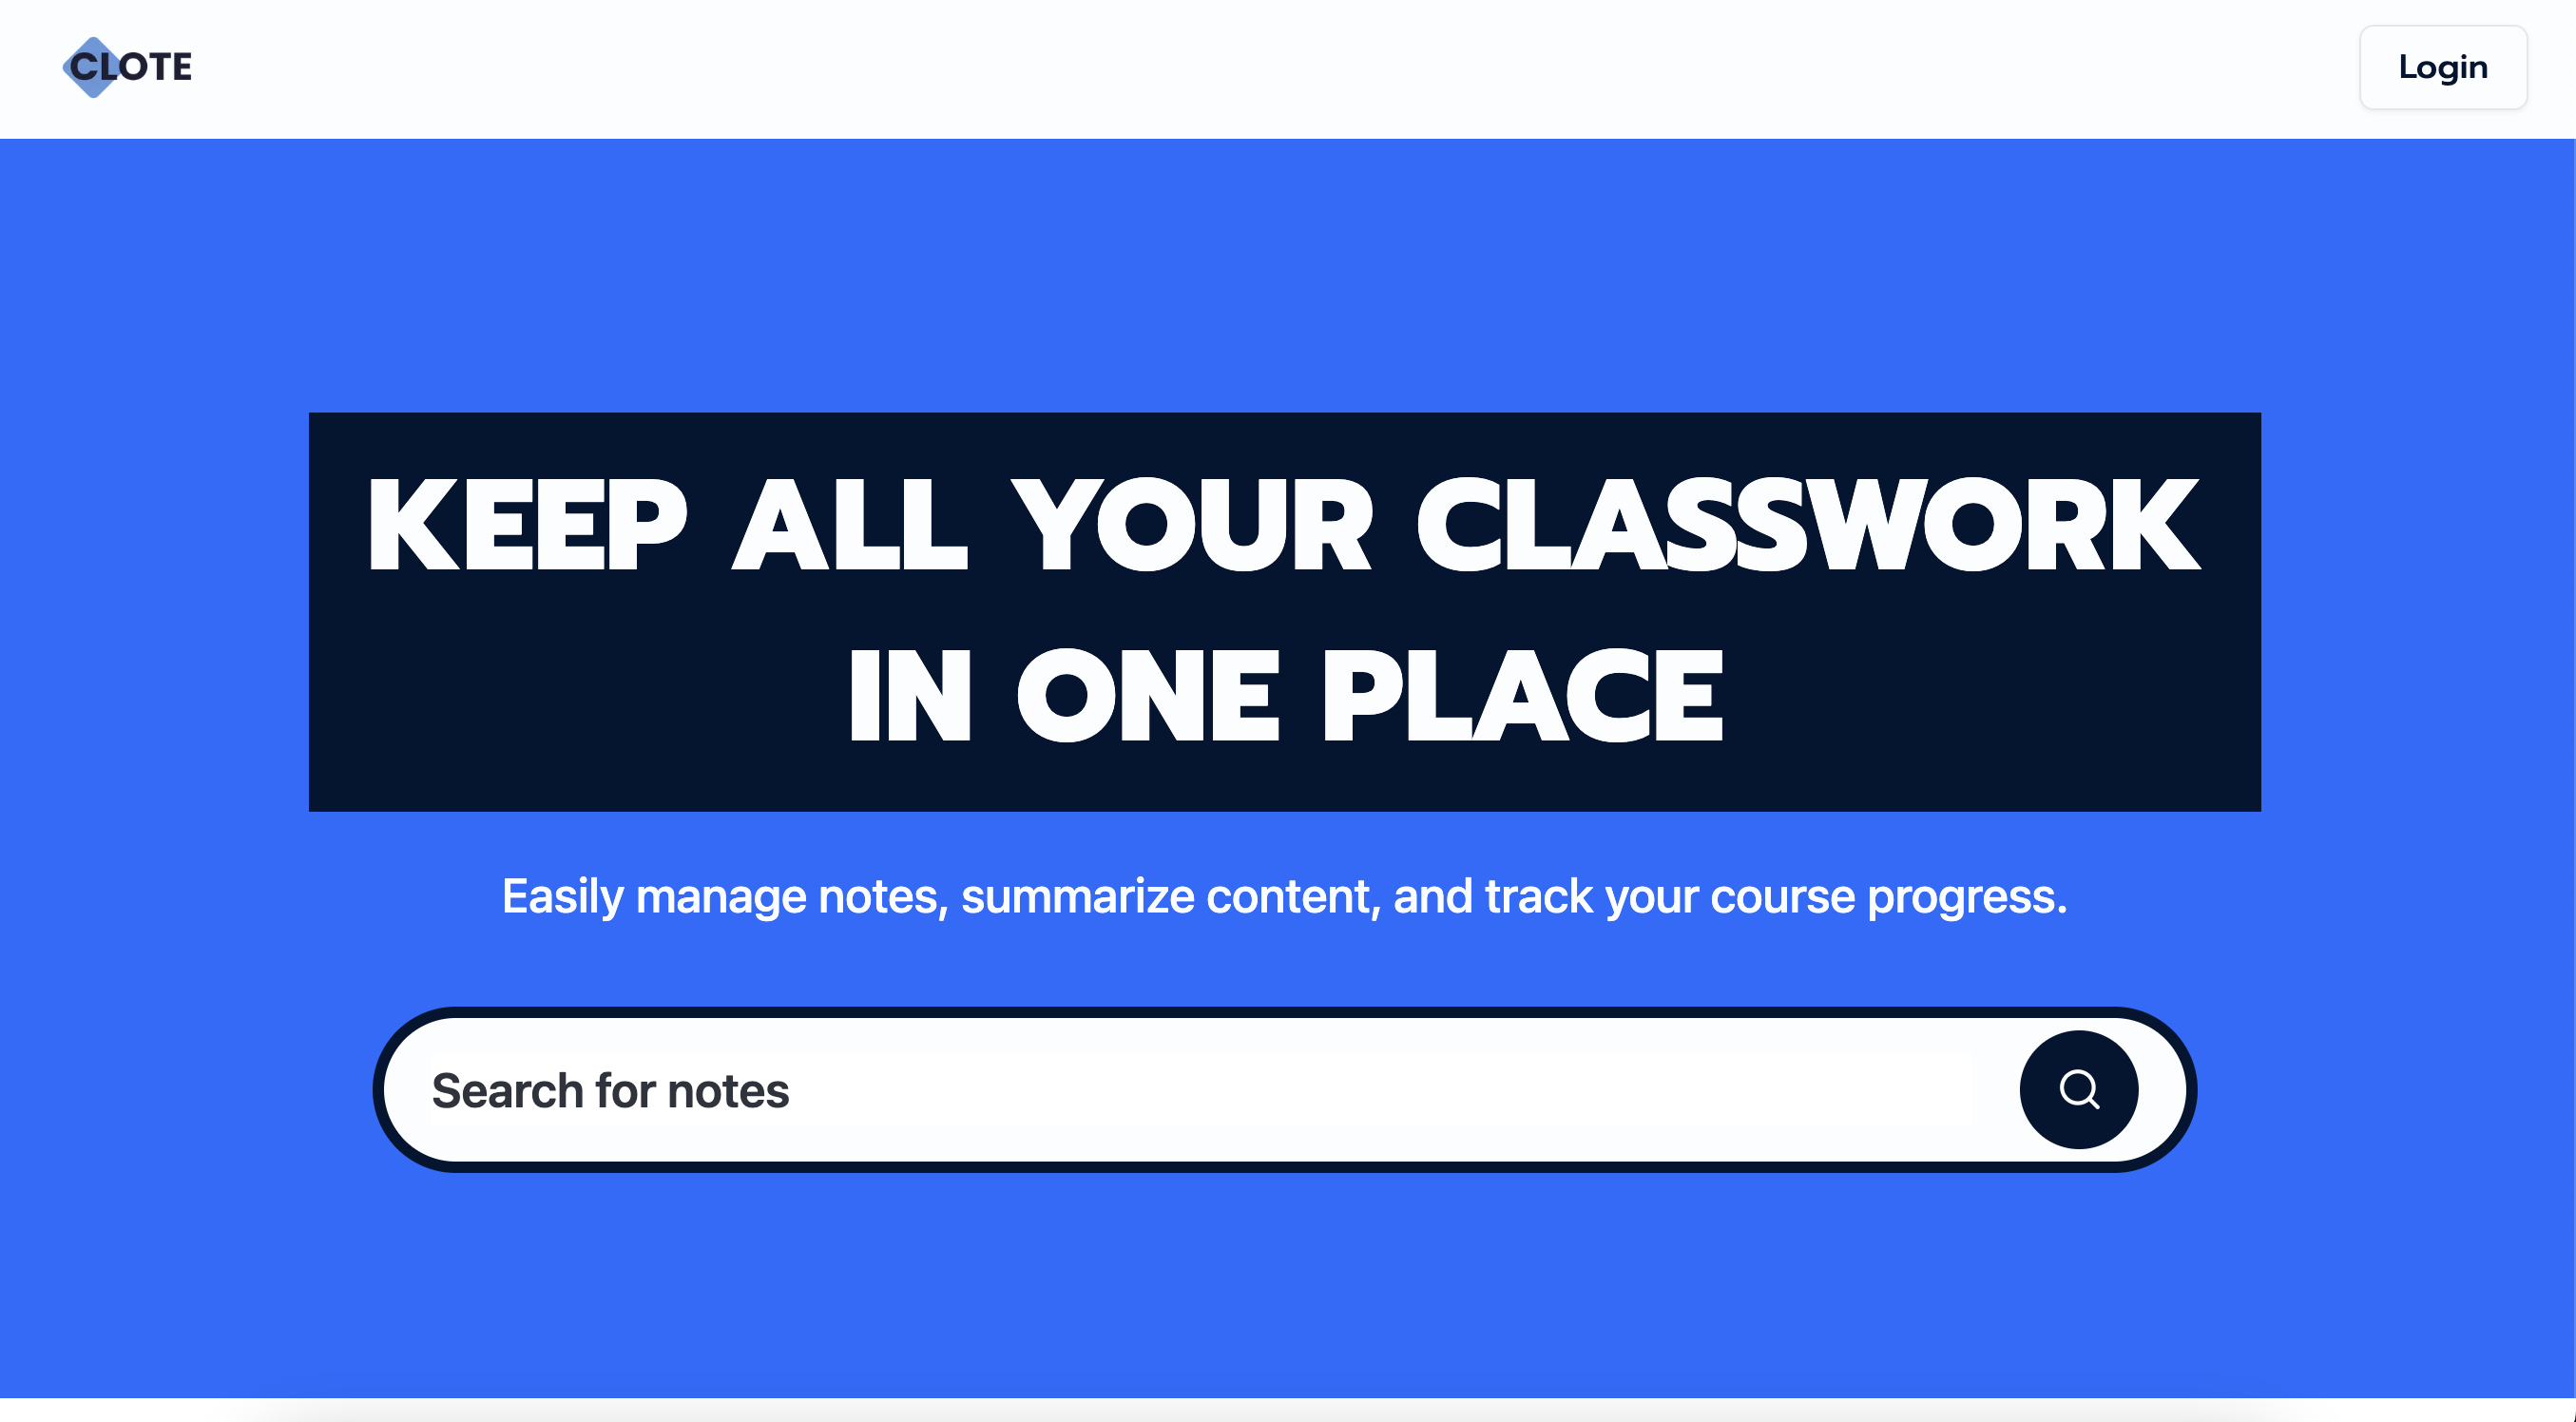 CLOTE
Login
KEEP ALL YOUR CLASSWORK
IN ONE PLACE
Easily manage notes, summarize content, and track your course progress.
Search for notes